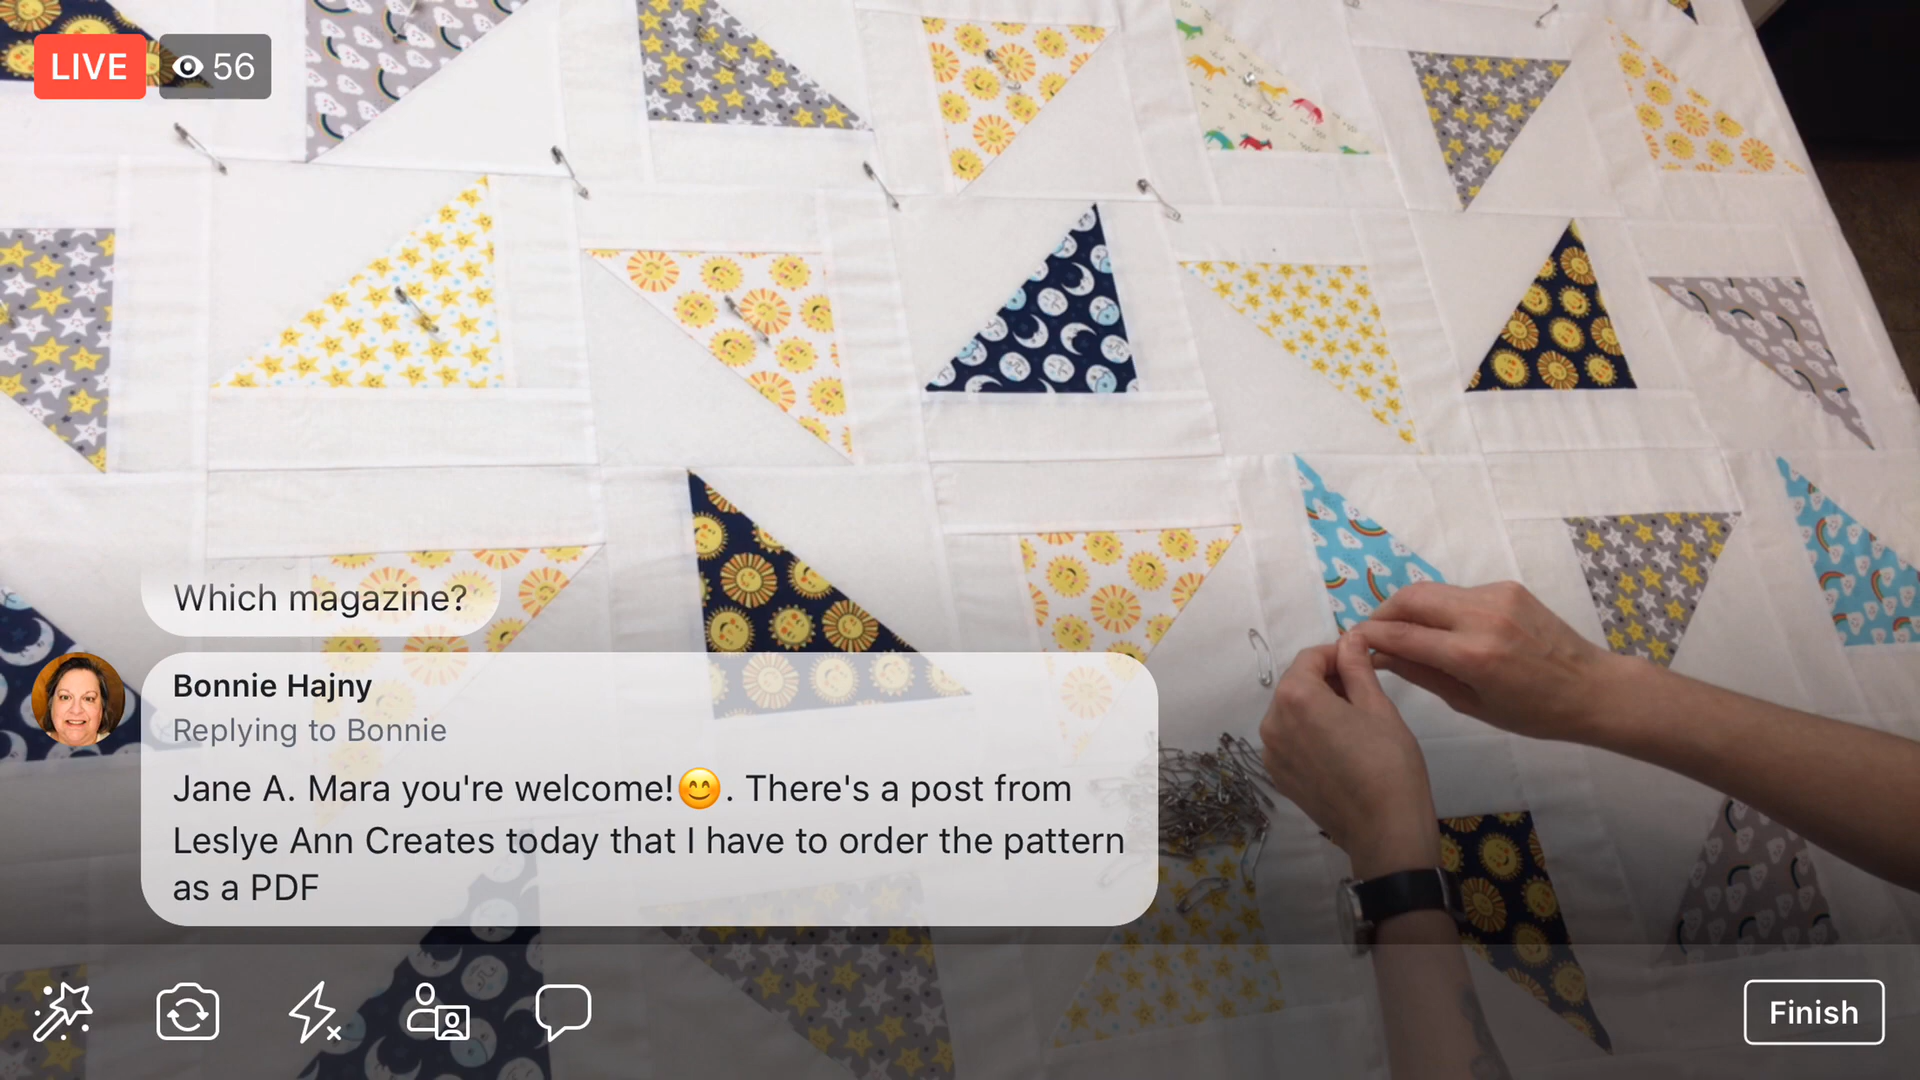 LIVE 56
Which magazine?
Bonnie Hajny
Replying to Bonnie
Jane A. Mara you're welcome!😊. There's a post from
Leslye Ann Creates today that I have to order the pattern
as a PDF
Finish